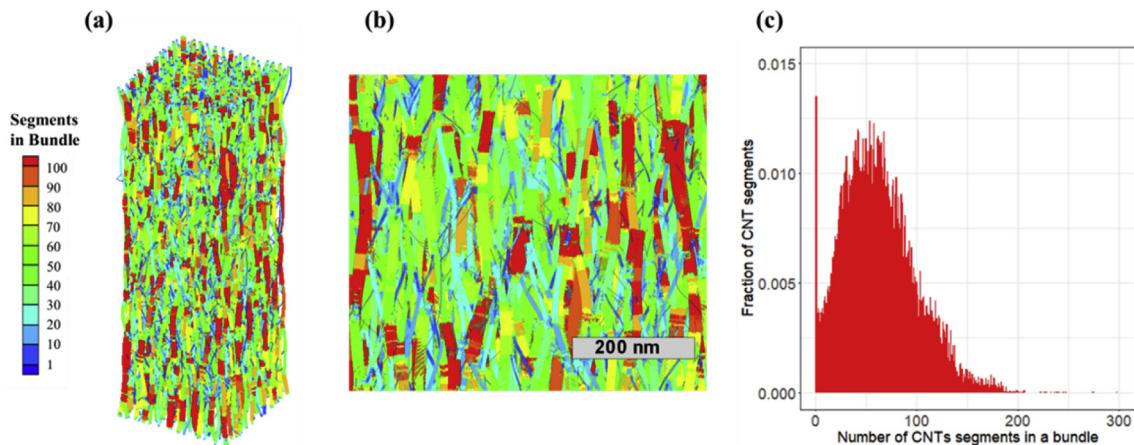 (a)
Segments
in Bundle
100
90
80
70
60
50
40
30
20
10
1
(b)
200 nm
(c)
0.015
0.010
0.005
0.000
Fraction of CNT segments
0
100
200
300
Number of CNTs segments in a bundle